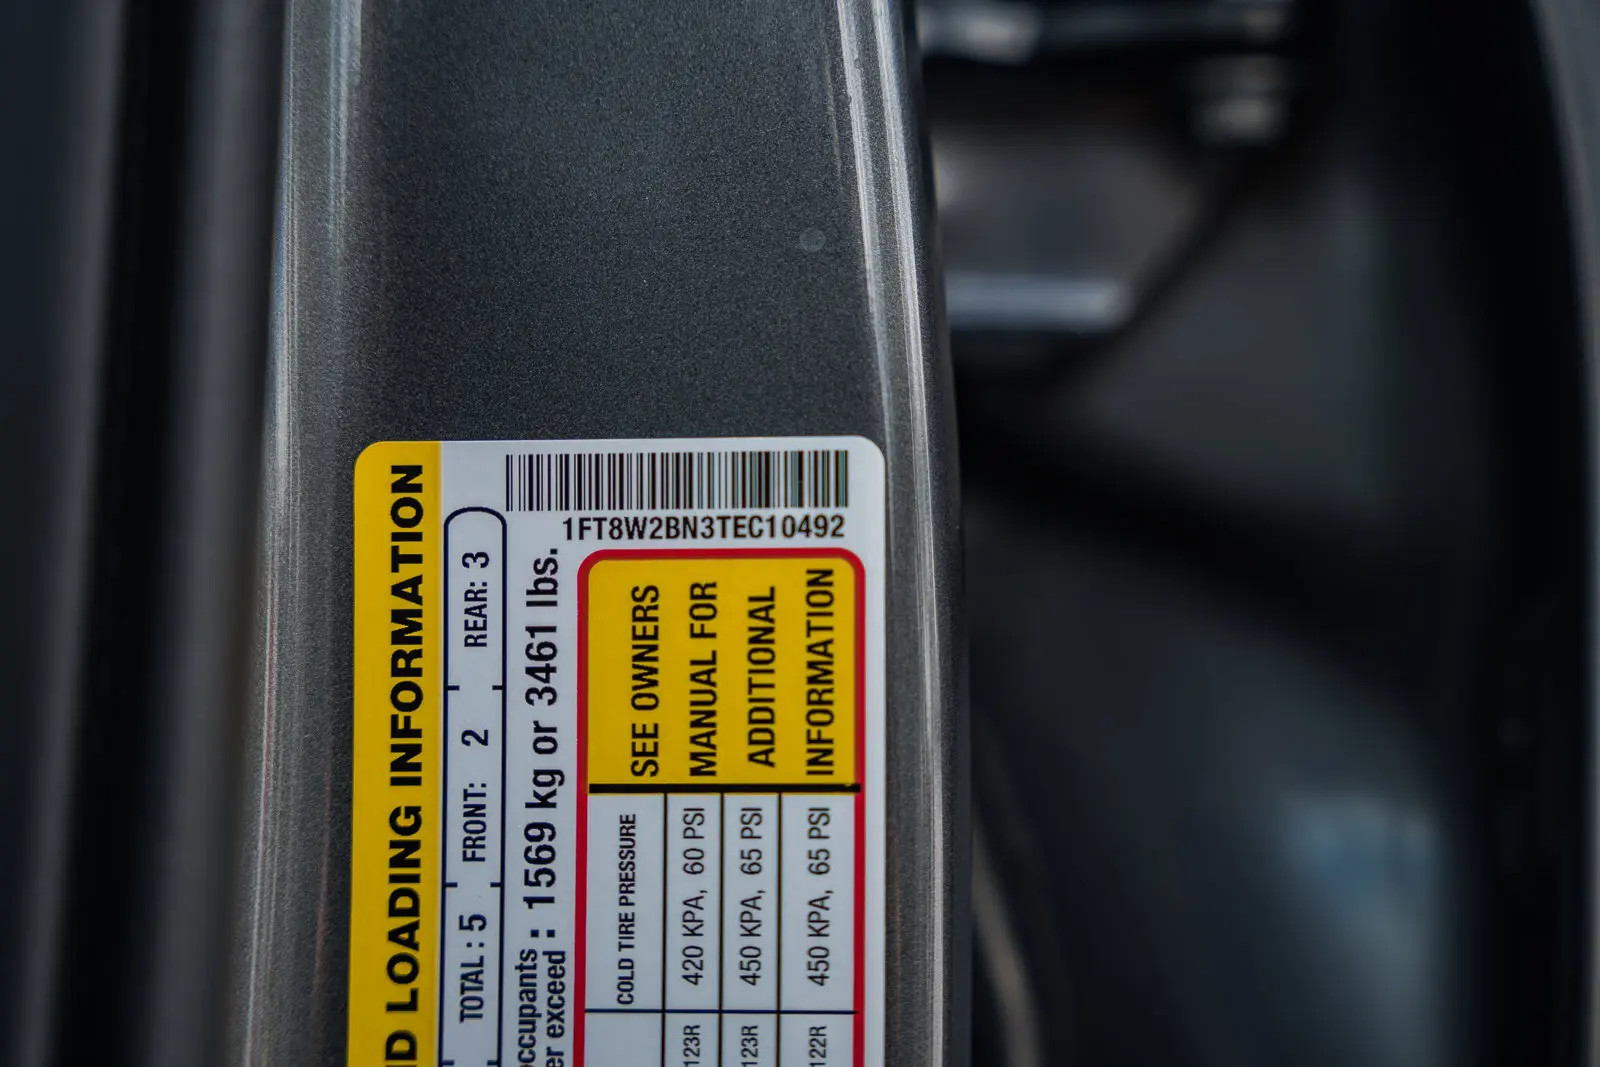 1FT8W2BN3TEC10492
ND LOADING INFORMATION
TOTAL : 5 FRONT: 2 REAR: 3
occupants : 1569 kg or 3461 lbs.
er exceed
COLD TIRE PRESSURE
123R 420 KPA, 60 PSI
123R 450 KPA, 65 PSI
122R 450 KPA, 65 PSI
SEE OWNERS
MANUAL FOR
ADDITIONAL
INFORMATION